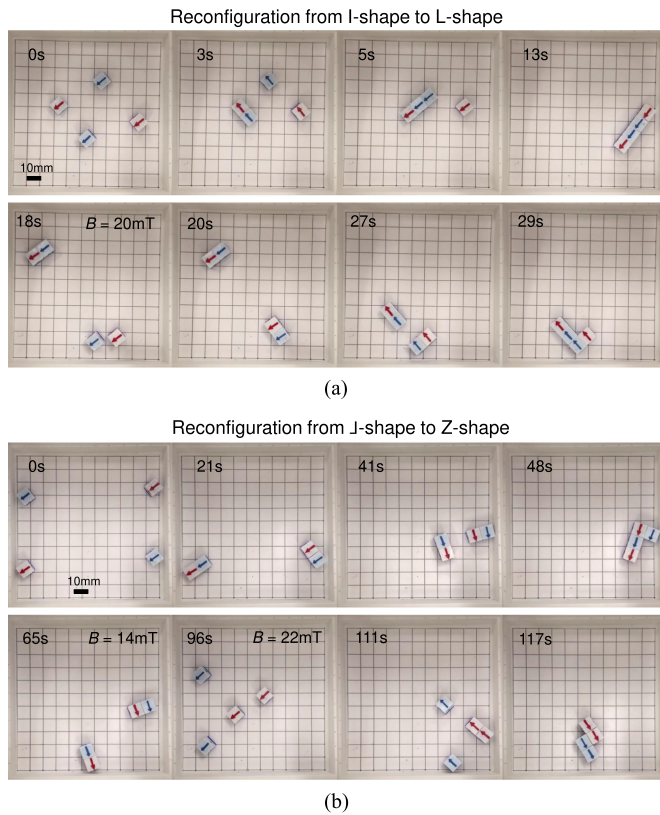 Reconfiguration from I-shape to L-shape
0s
3s
5s
13s
10mm
18s
B = 20mT
20s
27s
29s
(a)
Reconfiguration from ⅃-shape to Z-shape
0s
21s
41s
48s
10mm
65s
B = 14mT
96s
B = 22mT
111s
117s
(b)